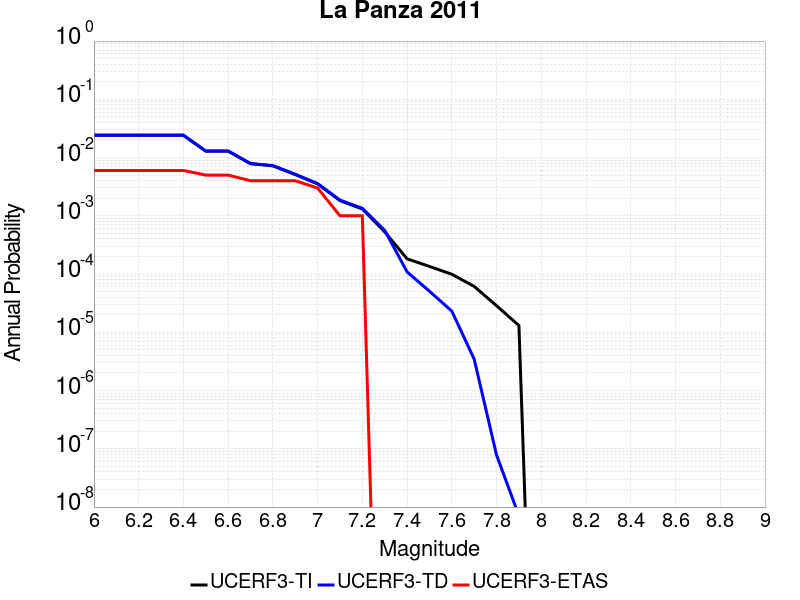 La Panza 2011
10^0
10^-1
10^-2
10^-3
10^-4
10^-5
10^-6
10^-7
10^-8
Annual Probability
6 6.2 6.4 6.6 6.8 7 7.2 7.4 7.6 7.8 8 8.2 8.4 8.6 8.8 9
Magnitude
UCERF3-TI UCERF3-TD UCERF3-ETAS